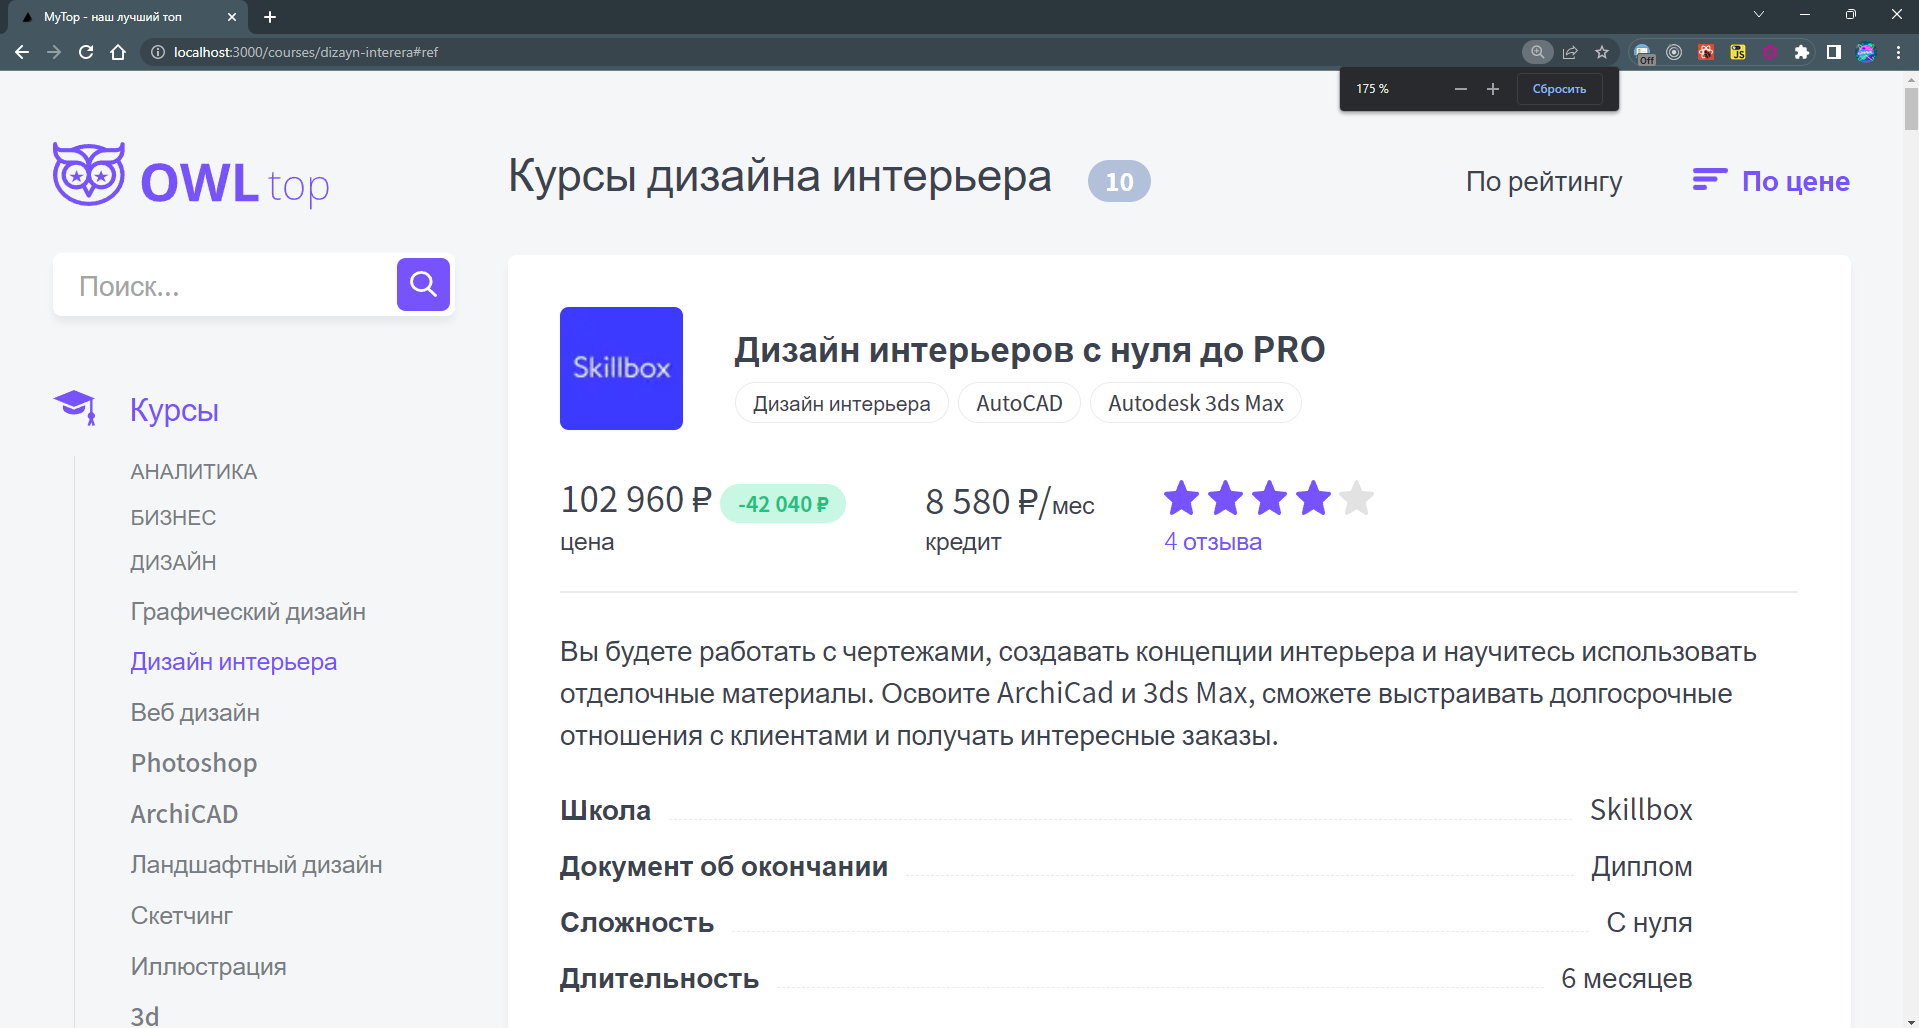 MyTop - наш лучший топ
localhost:3000/courses/dizayn-interera#ref
Off
JS
175 %
Сбросить
OWL top
Курсы дизайна интерьера
10
По рейтингу
По цене
Поиск...
Курсы
АНАЛИТИКА
БИЗНЕС
ДИЗАЙН
Графический дизайн
Дизайн интерьера
Веб дизайн
Photoshop
ArchiCAD
Ландшафтный дизайн
Скетчинг
Иллюстрация
3d
Skillbox
Дизайн интерьеров с нуля до PRO
Дизайн интерьера
AutoCAD
Autodesk 3ds Max
102 960 ₽
-42 040 ₽
цена
8 580 ₽/мес
кредит
4 отзыва
Вы будете работать с чертежами, создавать концепции интерьера и научитесь использовать
отделочные материалы. Освоите ArchiCad и 3ds Max, сможете выстраивать долгосрочные
отношения с клиентами и получать интересные заказы.
Школа Skillbox
Документ об окончании Диплом
Сложность С нуля
Длительность 6 месяцев